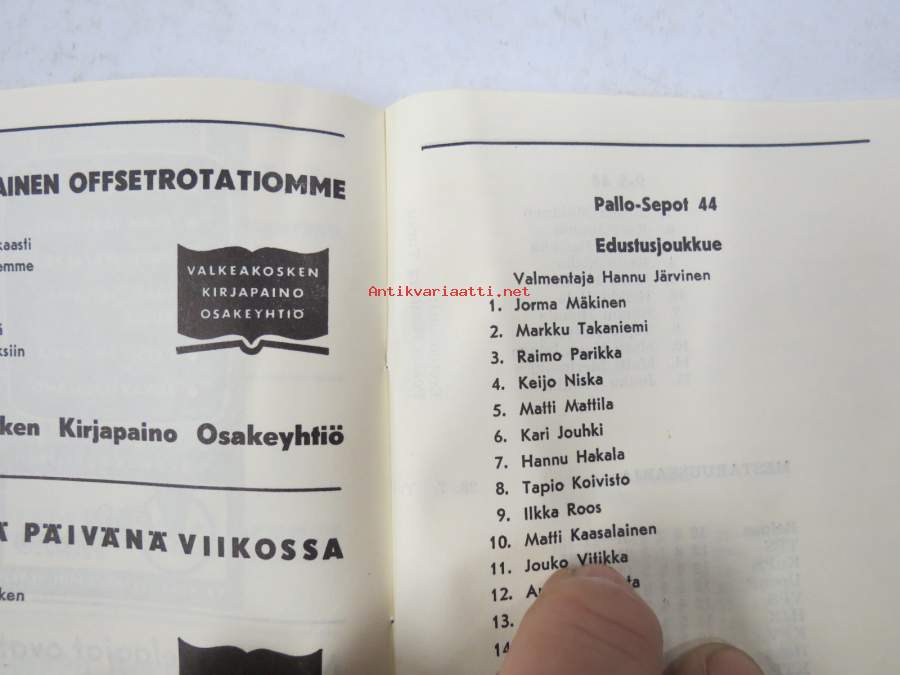 AINEN OFFSETROTATIOMME
kaasti
emme
VALKEAKOSKEN
KIRJAPAINO
OSAKEYHTIÖ
ksiin
ken Kirjapaino Osakeyhtiö
Ä PÄIVÄNÄ VIIKOSSA
ken
Pallo-Sepot 44
Edustusjoukkue
Valmentaja Hannu Järvinen
Antikvariaatti.net
1. Jorma Mäkinen
2. Markku Takaniemi
3. Raimo Parikka
4. Keijo Niska
5. Matti Mattila
6. Kari Jouhki
7. Hannu Hakala
8. Tapio Koivisto
9. Ilkka Roos
10. Matti Kaasalainen
11. Jouko Vitikka
12.
13.
14